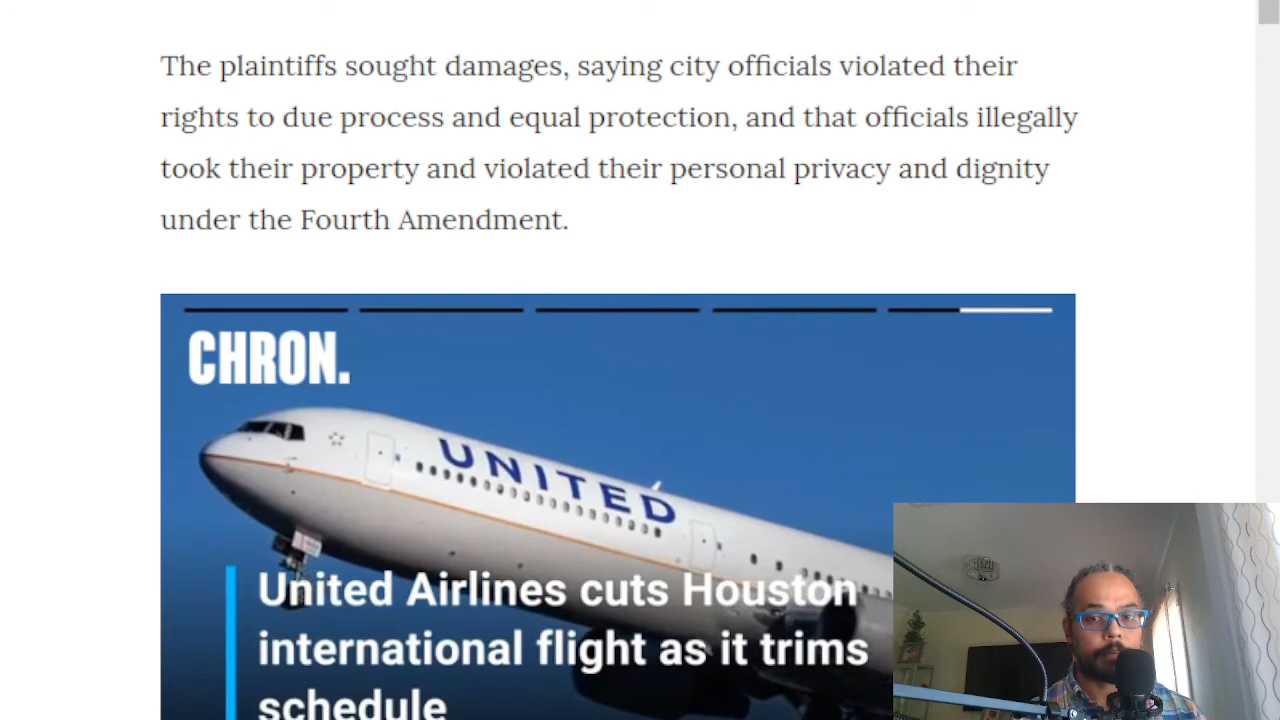 The plaintiffs sought damages, saying city officials violated their
rights to due process and equal protection, and that officials illegally
took their property and violated their personal privacy and dignity
under the Fourth Amendment.
CHRON.
UNITED
United Airlines cuts Houston
international flight as it trims
schedule